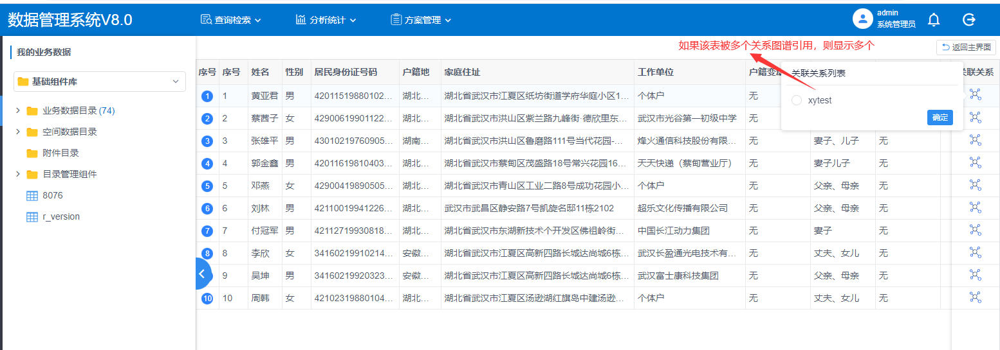 数据管理系统V8.0
查询检索
分析统计
方案管理
admin
系统管理员
我的业务数据
如果该表被多个关系图谱引用，则显示多个
返回主界面
基础组件库
业务数据目录 (74)
空间数据目录
附件目录
目录管理组件
8076
r_version
序号 序号 姓名 性别 居民身份证号码 户籍地 家庭住址 工作单位 户籍变 联关系
关联关系列表
xytest
确定
1 1 黄亚君 男 42011519880102... 湖北... 湖北省武汉市江夏区纸坊街道学府华庭小区1... 个体户 无
2 2 蔡茜子 女 42900619901122... 湖北... 湖北省武汉市洪山区紫兰路九峰街·德欣里东... 武汉市光谷第一初级中学 无
3 3 张雄平 男 43010219760905... 湖南... 湖北省武汉市洪山区鲁磨路111号当代花园-... 烽火通信科技股份有限... 无 妻子、儿子 无
4 4 郭金鑫 男 42011619810403... 湖北... 湖北省武汉市蔡甸区茂盛路18号常兴花园16... 天天快递（蔡甸营业厅） 无 妻子儿子 无
5 5 邓燕 女 42900419890505... 湖北... 湖北省武汉市青山区工业二路8号成功花园小... 个体户 无 父亲、母亲 无
6 6 刘林 男 42110019941226... 湖北... 武汉市武昌区静安路7号凯旋名邸11栋2102 超乐文化传播有限公司 无 父亲、母亲 无
7 7 付冠军 男 42112719930818... 湖北... 湖北省武汉市东湖新技术个开发区佛祖岭街... 中国长江动力集团 无 妻子 无
8 8 李欣 女 34160219910214... 安徽... 湖北省武汉市江夏区高新四路长城达尚城6栋... 武汉长盈通光电技术有... 无 丈夫、女儿 无
9 吴坤 男 34160219920323... 安徽... 湖北省武汉市江夏区高新四路长城达尚城6栋... 武汉富士康科技集团 无 父亲、母亲 无
10 10 周韩 女 42102319880104... 湖北... 湖北省武汉市江夏区汤逊湖红旗岛中建汤逊... 个体户 无 丈夫、女儿 无